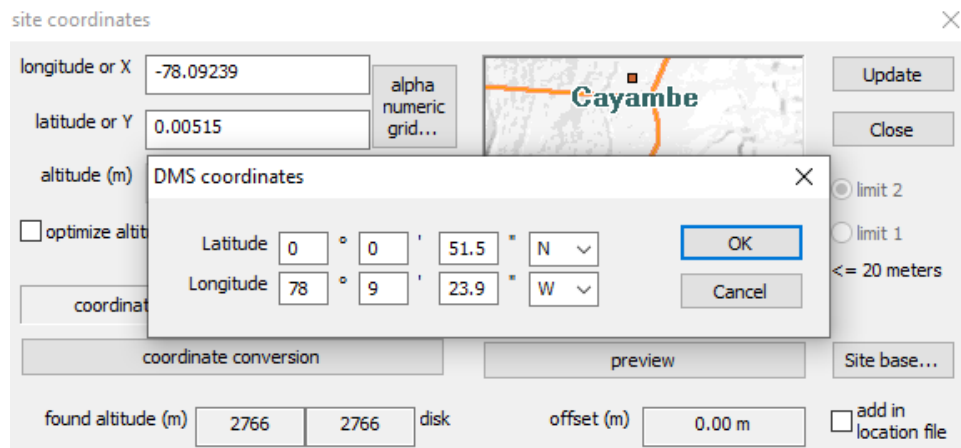 site coordinates
longitude or X -78.09239
alpha
numeric
grid...
Cayambe
Update
latitude or Y 0.00515
Close
altitude (m)
DMS coordinates
limit 2
optimize altit
Latitude 0 ° 0 ' 51.5 " N
OK
limit 1
Longitude 78 ° 9 ' 23.9 " W
Cancel
<= 20 meters
coordinat
coordinate conversion
preview
Site base...
found altitude (m) 2766 2766 disk
offset (m) 0.00 m
add in
location file